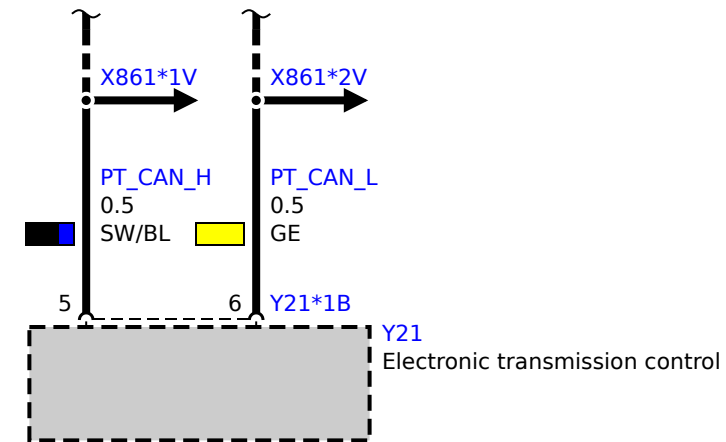 X861*1V
X861*2V
PT_CAN_H
0.5
SW/BL
PT_CAN_L
0.5
GE
5
6
Y21*1B
Y21
Electronic transmission control